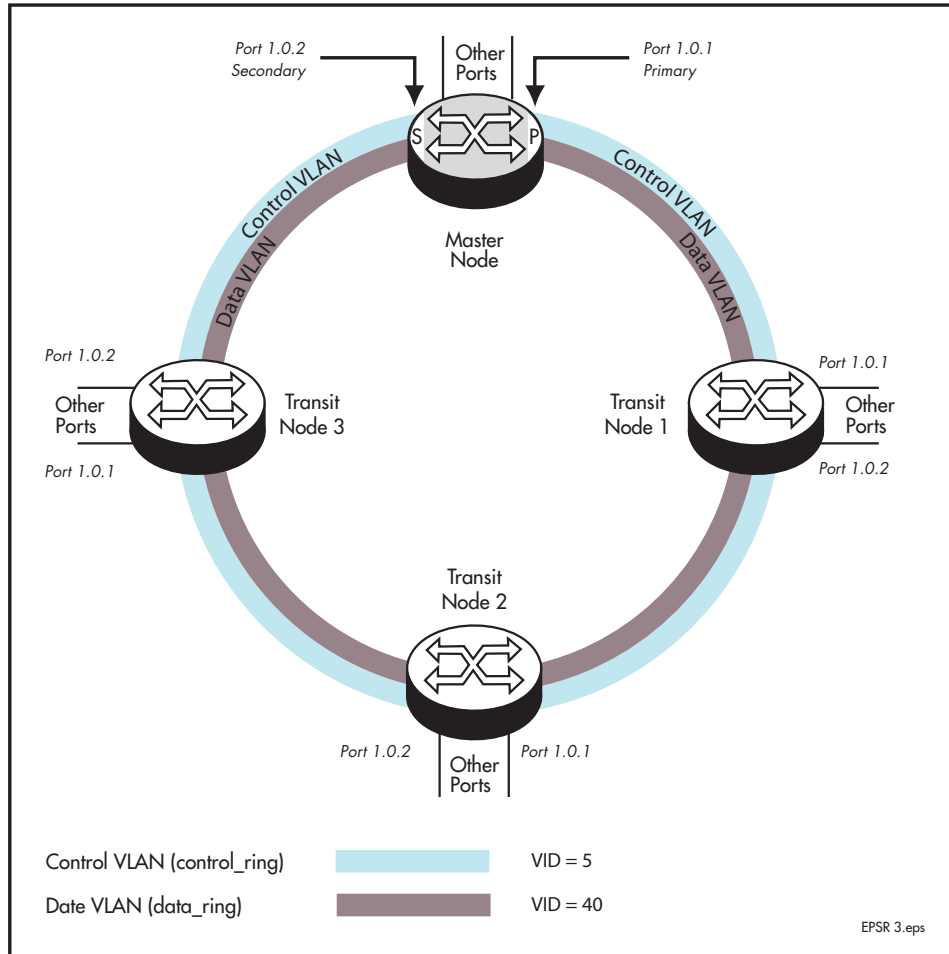 Port 1.0.2
Secondary
Other
Ports
Port 1.0.1
Primary
S
P
Control VLAN
Data VLAN
Control VLAN
Data VLAN
Master
Node
Port 1.0.2
Other
Ports
Port 1.0.1
Transit
Node 3
Transit
Node 1
Port 1.0.1
Other
Ports
Port 1.0.2
Transit
Node 2
Port 1.0.2
Other
Ports
Port 1.0.1
Control VLAN (control_ring) VID = 5
Date VLAN (data_ring) VID = 40
EPSR 3.eps